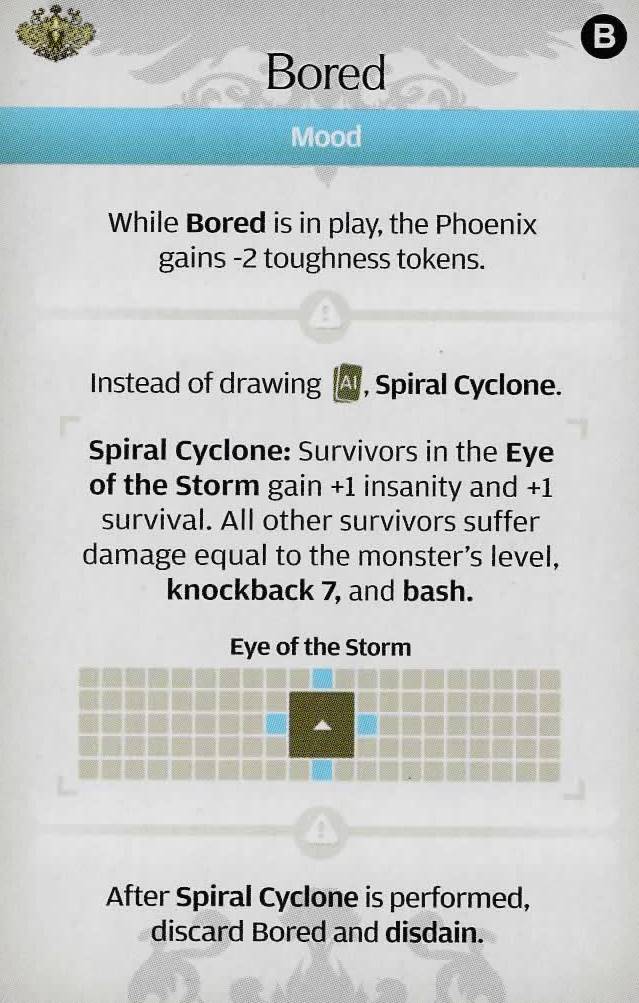 B
Bored
Mood
While Bored is in play, the Phoenix
gains -2 toughness tokens.
Instead of drawing AI, Spiral Cyclone.
Spiral Cyclone: Survivors in the Eye
of the Storm gain +1 insanity and +1
survival. All other survivors suffer
damage equal to the monster's level,
knockback 7, and bash.
Eye of the Storm
After Spiral Cyclone is performed,
discard Bored and disdain.